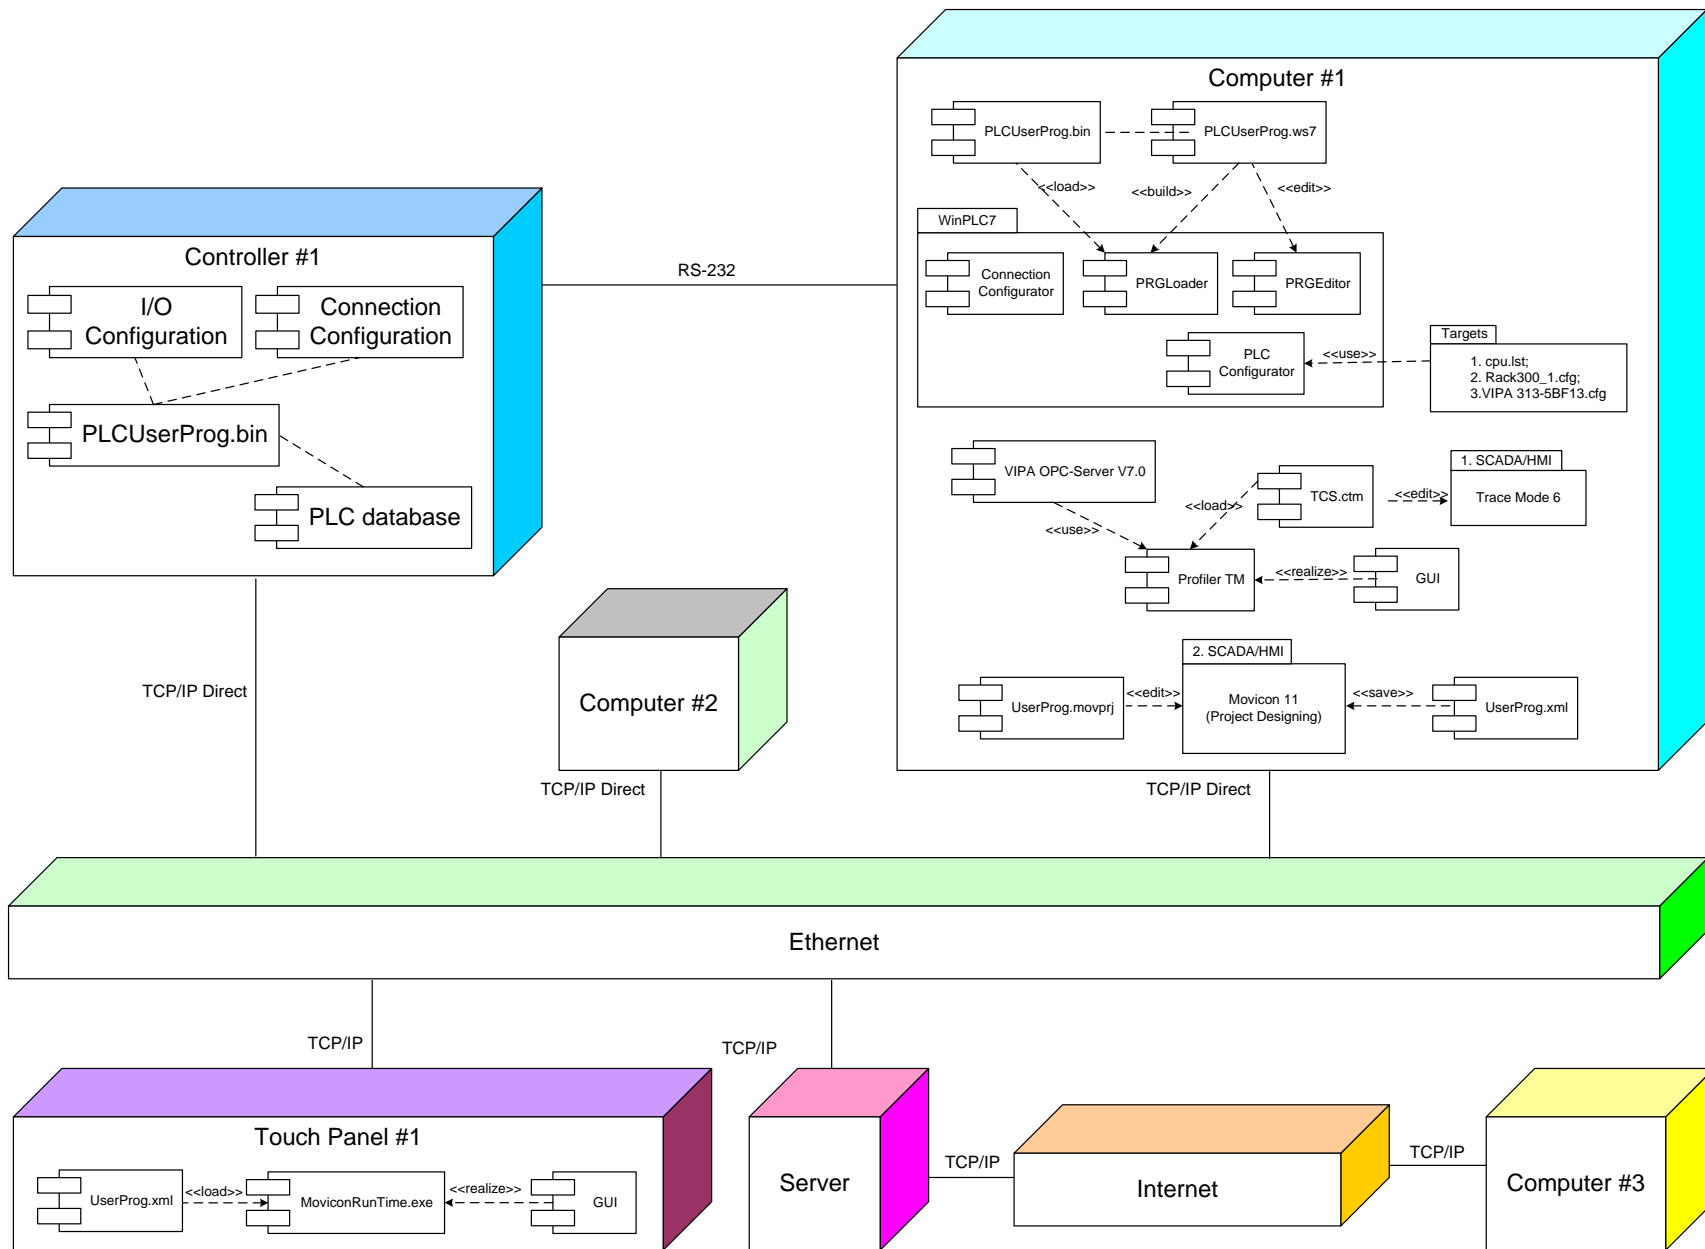 Computer #1
PLCUserProg.bin
PLCUserProg.ws7
<<load>>
<<build>>
<<edit>>
WinPLC7
Connection
Configurator
PRGLoader
PRGEditor
PLC
Configurator
<<use>>
Targets
1. cpu.lst;
2. Rack300_1.cfg;
3.VIPA 313-5BF13.cfg
VIPA OPC-Server V7.0
TCS.ctm
<<edit>>
1. SCADA/HMI
Trace Mode 6
<<use>>
<<load>>
Profiler TM
<<realize>>
GUI
2. SCADA/HMI
UserProg.movprj
<<edit>>
Movicon 11
(Project Designing)
<<save>>
UserProg.xml
Controller #1
I/O
Configuration
Connection
Configuration
PLCUserProg.bin
PLC database
RS-232
Computer #2
TCP/IP Direct
TCP/IP Direct
TCP/IP Direct
Ethernet
TCP/IP
TCP/IP
Touch Panel #1
UserProg.xml
<<load>>
MoviconRunTime.exe
<<realize>>
GUI
Server
TCP/IP
Internet
TCP/IP
Computer #3